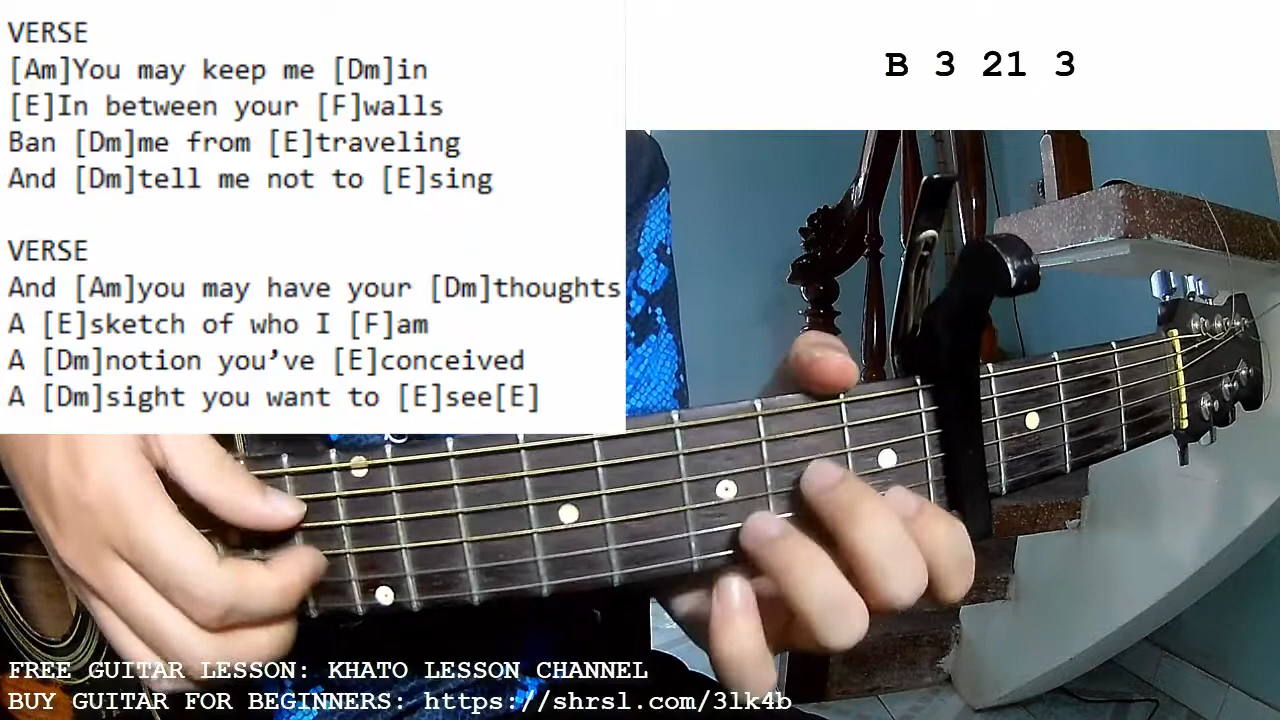 VERSE
[Am]You may keep me [Dm]in
[E]In between your [F]walls
Ban [Dm]me from [E]traveling
And [Dm]tell me not to [E]sing
VERSE
And [Am]you may have your [Dm]thoughts
A [E]sketch of who I [F]am
A [Dm]notion you’ve [E]conceived
A [Dm]sight you want to [E]see[E]
B 3 21 3
FREE GUITAR LESSON: KHATO LESSON CHANNEL
BUY GUITAR FOR BEGINNERS: https://shrsl.com/3lk4b